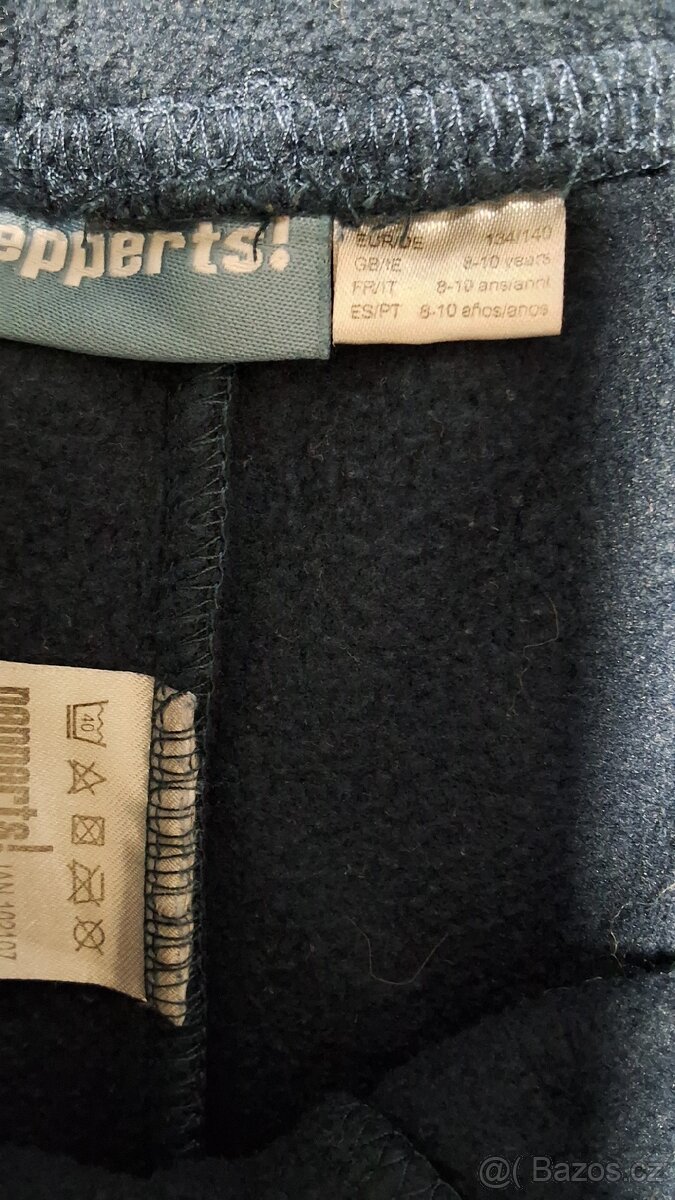 epperts!
EUR/DE 134/140
GB/IE 8-10 years
FR/IT 8-10 ans/anni
ES/PT 8-10 años/anos
40
pepperts!
@( Bazos.cz